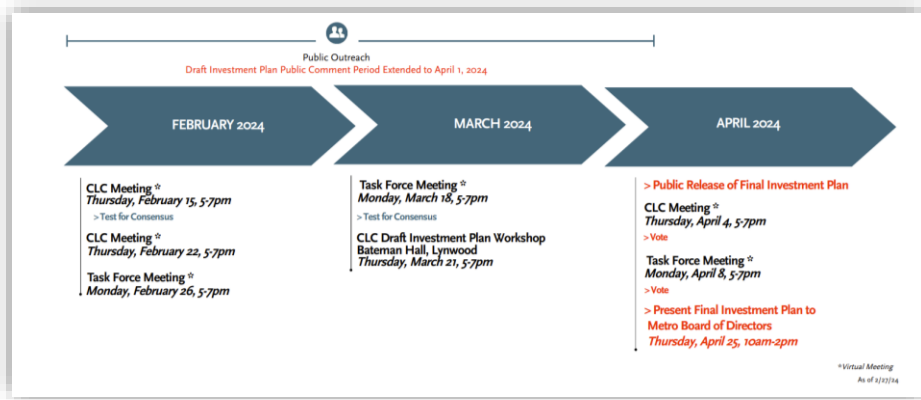 Public Outreach
Draft Investment Plan Public Comment Period Extended to April 1, 2024
FEBRUARY 2024
MARCH 2024
APRIL 2024
CLC Meeting *
Thursday, February 15, 5-7pm
> Test for Consensus
CLC Meeting *
Thursday, February 22, 5-7pm
Task Force Meeting *
Monday, February 26, 5-7pm
Task Force Meeting *
Monday, March 18, 5-7pm
> Test for Consensus
CLC Draft Investment Plan Workshop
Bateman Hall, Lynwood
Thursday, March 21, 5-7pm
> Public Release of Final Investment Plan
CLC Meeting *
Thursday, April 4, 5-7pm
> Vote
Task Force Meeting *
Monday, April 8, 5-7pm
> Vote
> Present Final Investment Plan to
Metro Board of Directors
Thursday, April 25, 10am-2pm
*Virtual Meeting
As of 2/27/24